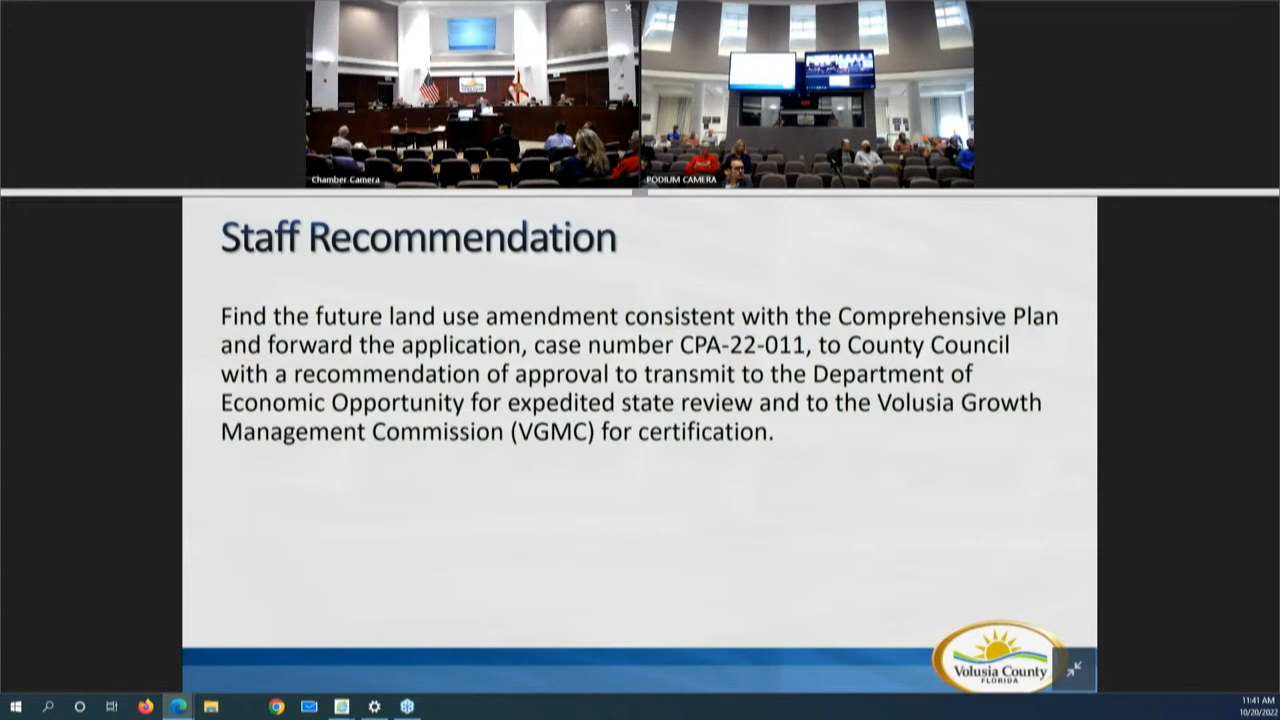 Chamber Camera
PODIUM CAMERA
Staff Recommendation
Find the future land use amendment consistent with the Comprehensive Plan
and forward the application, case number CPA-22-011, to County Council
with a recommendation of approval to transmit to the Department of
Economic Opportunity for expedited state review and to the Volusia Growth
Management Commission (VGMC) for certification.
Volusia County
FLORIDA
11:41 AM
10/20/2022